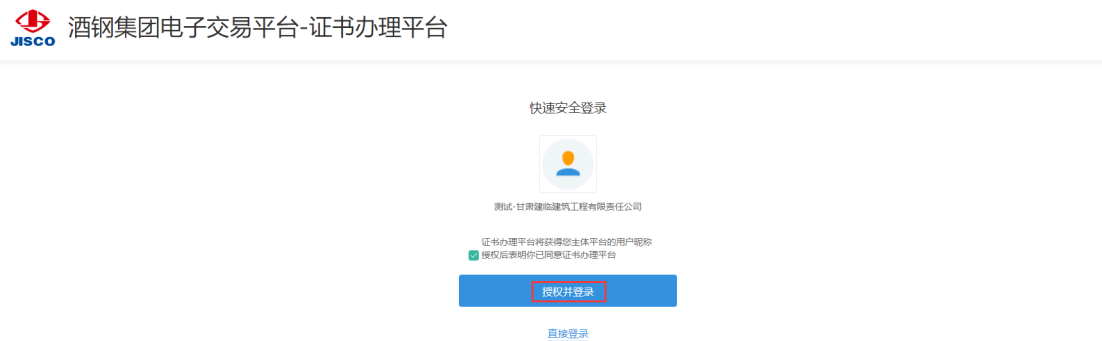 JISCO
酒钢集团电子交易平台-证书办理平台
快速安全登录
测试-甘肃建临建筑工程有限责任公司
证书办理平台将获得您主体平台的用户昵称
授权后表明你已同意证书办理平台
授权并登录
直接登录